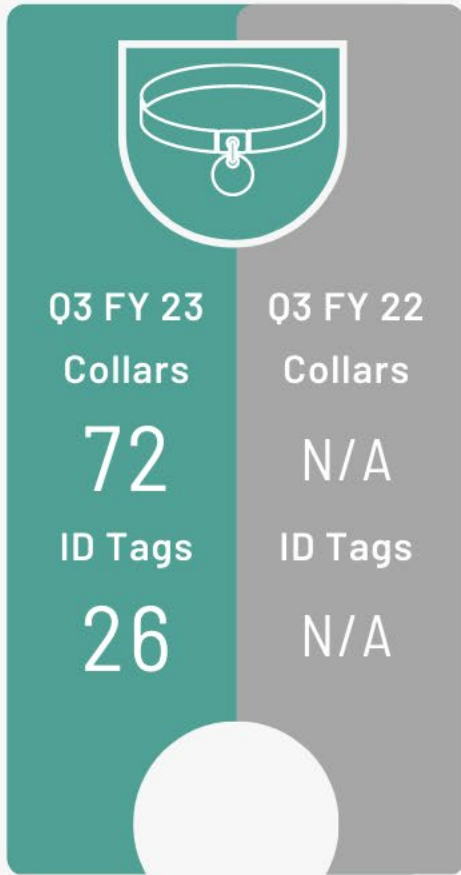 Q3 FY 23
Collars
72
ID Tags
26
Q3 FY 22
Collars
N/A
ID Tags
N/A